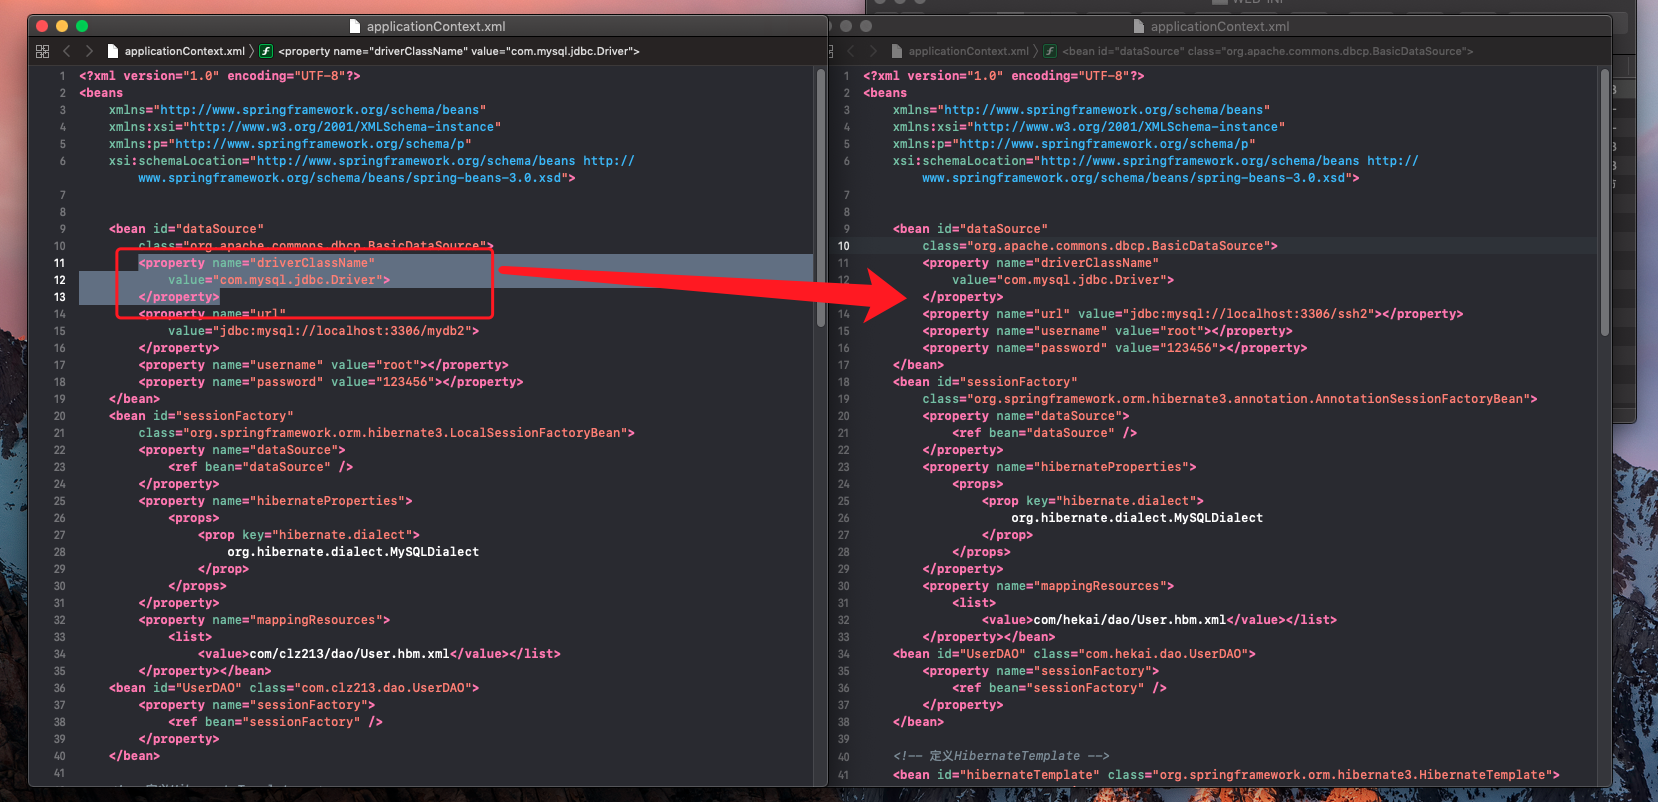 applicationContext.xml
applicationContext.xml 〉 <property name="driverClassName" value="com.mysql.jdbc.Driver">
1 <?xml version="1.0" encoding="UTF-8"?>
2 <beans
3 xmlns="http://www.springframework.org/schema/beans"
4 xmlns:xsi="http://www.w3.org/2001/XMLSchema-instance"
5 xmlns:p="http://www.springframework.org/schema/p"
6 xsi:schemaLocation="http://www.springframework.org/schema/beans http://
www.springframework.org/schema/beans/spring-beans-3.0.xsd">
7
8
9 <bean id="dataSource"
10 class="org.apache.commons.dbcp.BasicDataSource">
11 <property name="driverClassName"
12 value="com.mysql.jdbc.Driver">
13 </property>
14 <property name="url"
15 value="jdbc:mysql://localhost:3306/mydb2">
16 </property>
17 <property name="username" value="root"></property>
18 <property name="password" value="123456"></property>
19 </bean>
20 <bean id="sessionFactory"
21 class="org.springframework.orm.hibernate3.LocalSessionFactoryBean">
22 <property name="dataSource">
23 <ref bean="dataSource" />
24 </property>
25 <property name="hibernateProperties">
26 <props>
27 <prop key="hibernate.dialect">
28 org.hibernate.dialect.MySQLDialect
29 </prop>
30 </props>
31 </property>
32 <property name="mappingResources">
33 <list>
34 <value>com/clz213/dao/User.hbm.xml</value></list>
35 </property></bean>
36 <bean id="UserDAO" class="com.clz213.dao.UserDAO">
37 <property name="sessionFactory">
38 <ref bean="sessionFactory" />
39 </property>
40 </bean>
41
applicationContext.xml
applicationContext.xml 〉 <bean id="dataSource" class="org.apache.commons.dbcp.BasicDataSource">
1 <?xml version="1.0" encoding="UTF-8"?>
2 <beans
3 xmlns="http://www.springframework.org/schema/beans"
4 xmlns:xsi="http://www.w3.org/2001/XMLSchema-instance"
5 xmlns:p="http://www.springframework.org/schema/p"
6 xsi:schemaLocation="http://www.springframework.org/schema/beans http://
www.springframework.org/schema/beans/spring-beans-3.0.xsd">
7
8
9 <bean id="dataSource"
10 class="org.apache.commons.dbcp.BasicDataSource">
11 <property name="driverClassName"
12 value="com.mysql.jdbc.Driver">
</property>
14 <property name="url" value="jdbc:mysql://localhost:3306/ssh2"></property>
15 <property name="username" value="root"></property>
16 <property name="password" value="123456"></property>
17 </bean>
18 <bean id="sessionFactory"
19 class="org.springframework.orm.hibernate3.annotation.AnnotationSessionFactoryBean">
20 <property name="dataSource">
21 <ref bean="dataSource" />
22 </property>
23 <property name="hibernateProperties">
24 <props>
25 <prop key="hibernate.dialect">
26 org.hibernate.dialect.MySQLDialect
27 </prop>
28 </props>
29 </property>
30 <property name="mappingResources">
31 <list>
32 <value>com/hekai/dao/User.hbm.xml</value></list>
33 </property></bean>
34 <bean id="UserDAO" class="com.hekai.dao.UserDAO">
35 <property name="sessionFactory">
36 <ref bean="sessionFactory" />
37 </property>
38 </bean>
39
40 <!-- 定义HibernateTemplate -->
41 <bean id="hibernateTemplate" class="org.springframework.orm.hibernate3.HibernateTemplate">